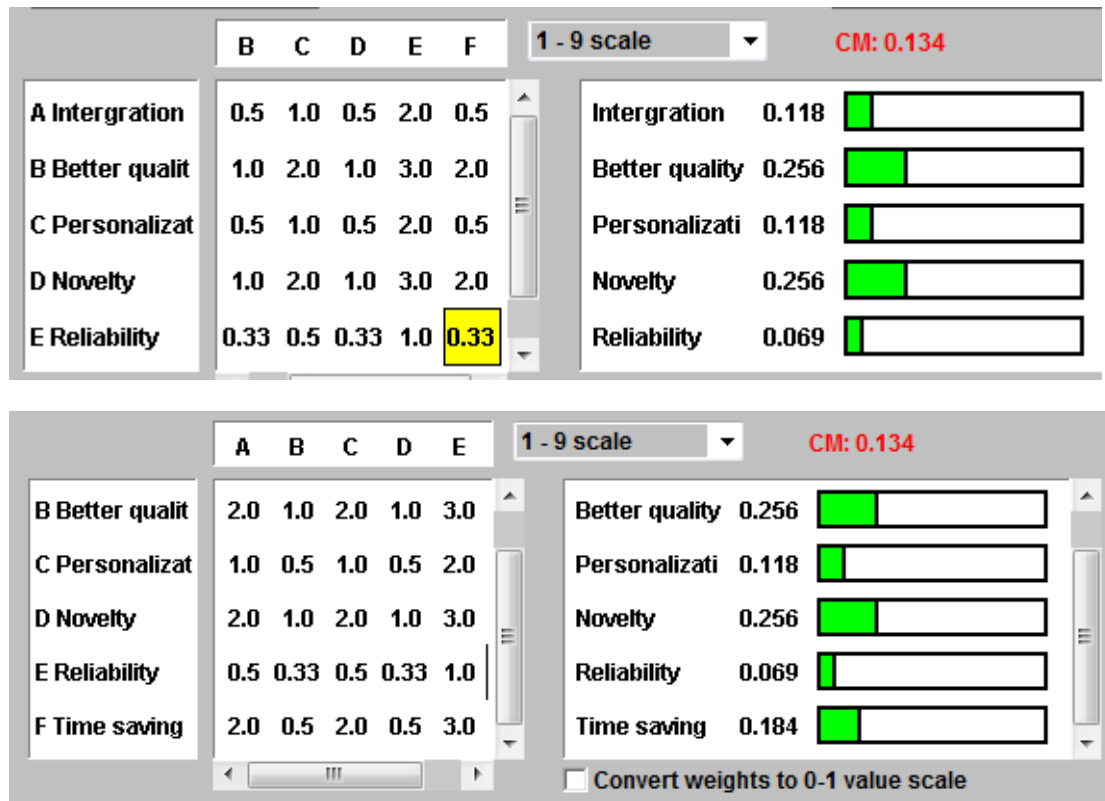 B C D E F 1 - 9 scale CM: 0.134
A Intergration 0.5 1.0 0.5 2.0 0.5 Intergration 0.118
B Better qualit 1.0 2.0 1.0 3.0 2.0 Better quality 0.256
C Personalizat 0.5 1.0 0.5 2.0 0.5 Personalizati 0.118
D Novelty 1.0 2.0 1.0 3.0 2.0 Novelty 0.256
E Reliability 0.33 0.5 0.33 1.0 0.33 Reliability 0.069
A B C D E 1 - 9 scale CM: 0.134
B Better qualit 2.0 1.0 2.0 1.0 3.0 Better quality 0.256
C Personalizat 1.0 0.5 1.0 0.5 2.0 Personalizati 0.118
D Novelty 2.0 1.0 2.0 1.0 3.0 Novelty 0.256
E Reliability 0.5 0.33 0.5 0.33 1.0 Reliability 0.069
F Time saving 2.0 0.5 2.0 0.5 3.0 Time saving 0.184
Convert weights to 0-1 value scale